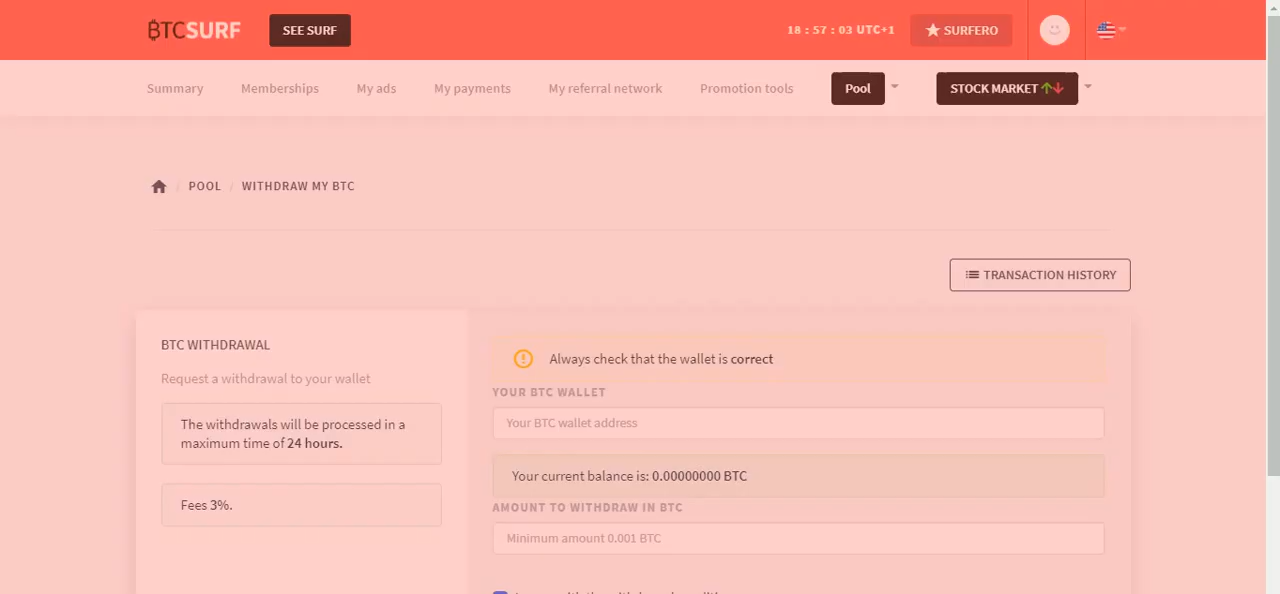 ₿TCSURF
SEE SURF
18 : 57 : 03 UTC+1
SURFERO
Summary
Memberships
My ads
My payments
My referral network
Promotion tools
Pool
STOCK MARKET
/ POOL / WITHDRAW MY BTC
TRANSACTION HISTORY
BTC WITHDRAWAL
Request a withdrawal to your wallet
The withdrawals will be processed in a
maximum time of 24 hours.
Fees 3%.
Always check that the wallet is correct
YOUR BTC WALLET
Your BTC wallet address
Your current balance is: 0.00000000 BTC
AMOUNT TO WITHDRAW IN BTC
Minimum amount 0.001 BTC